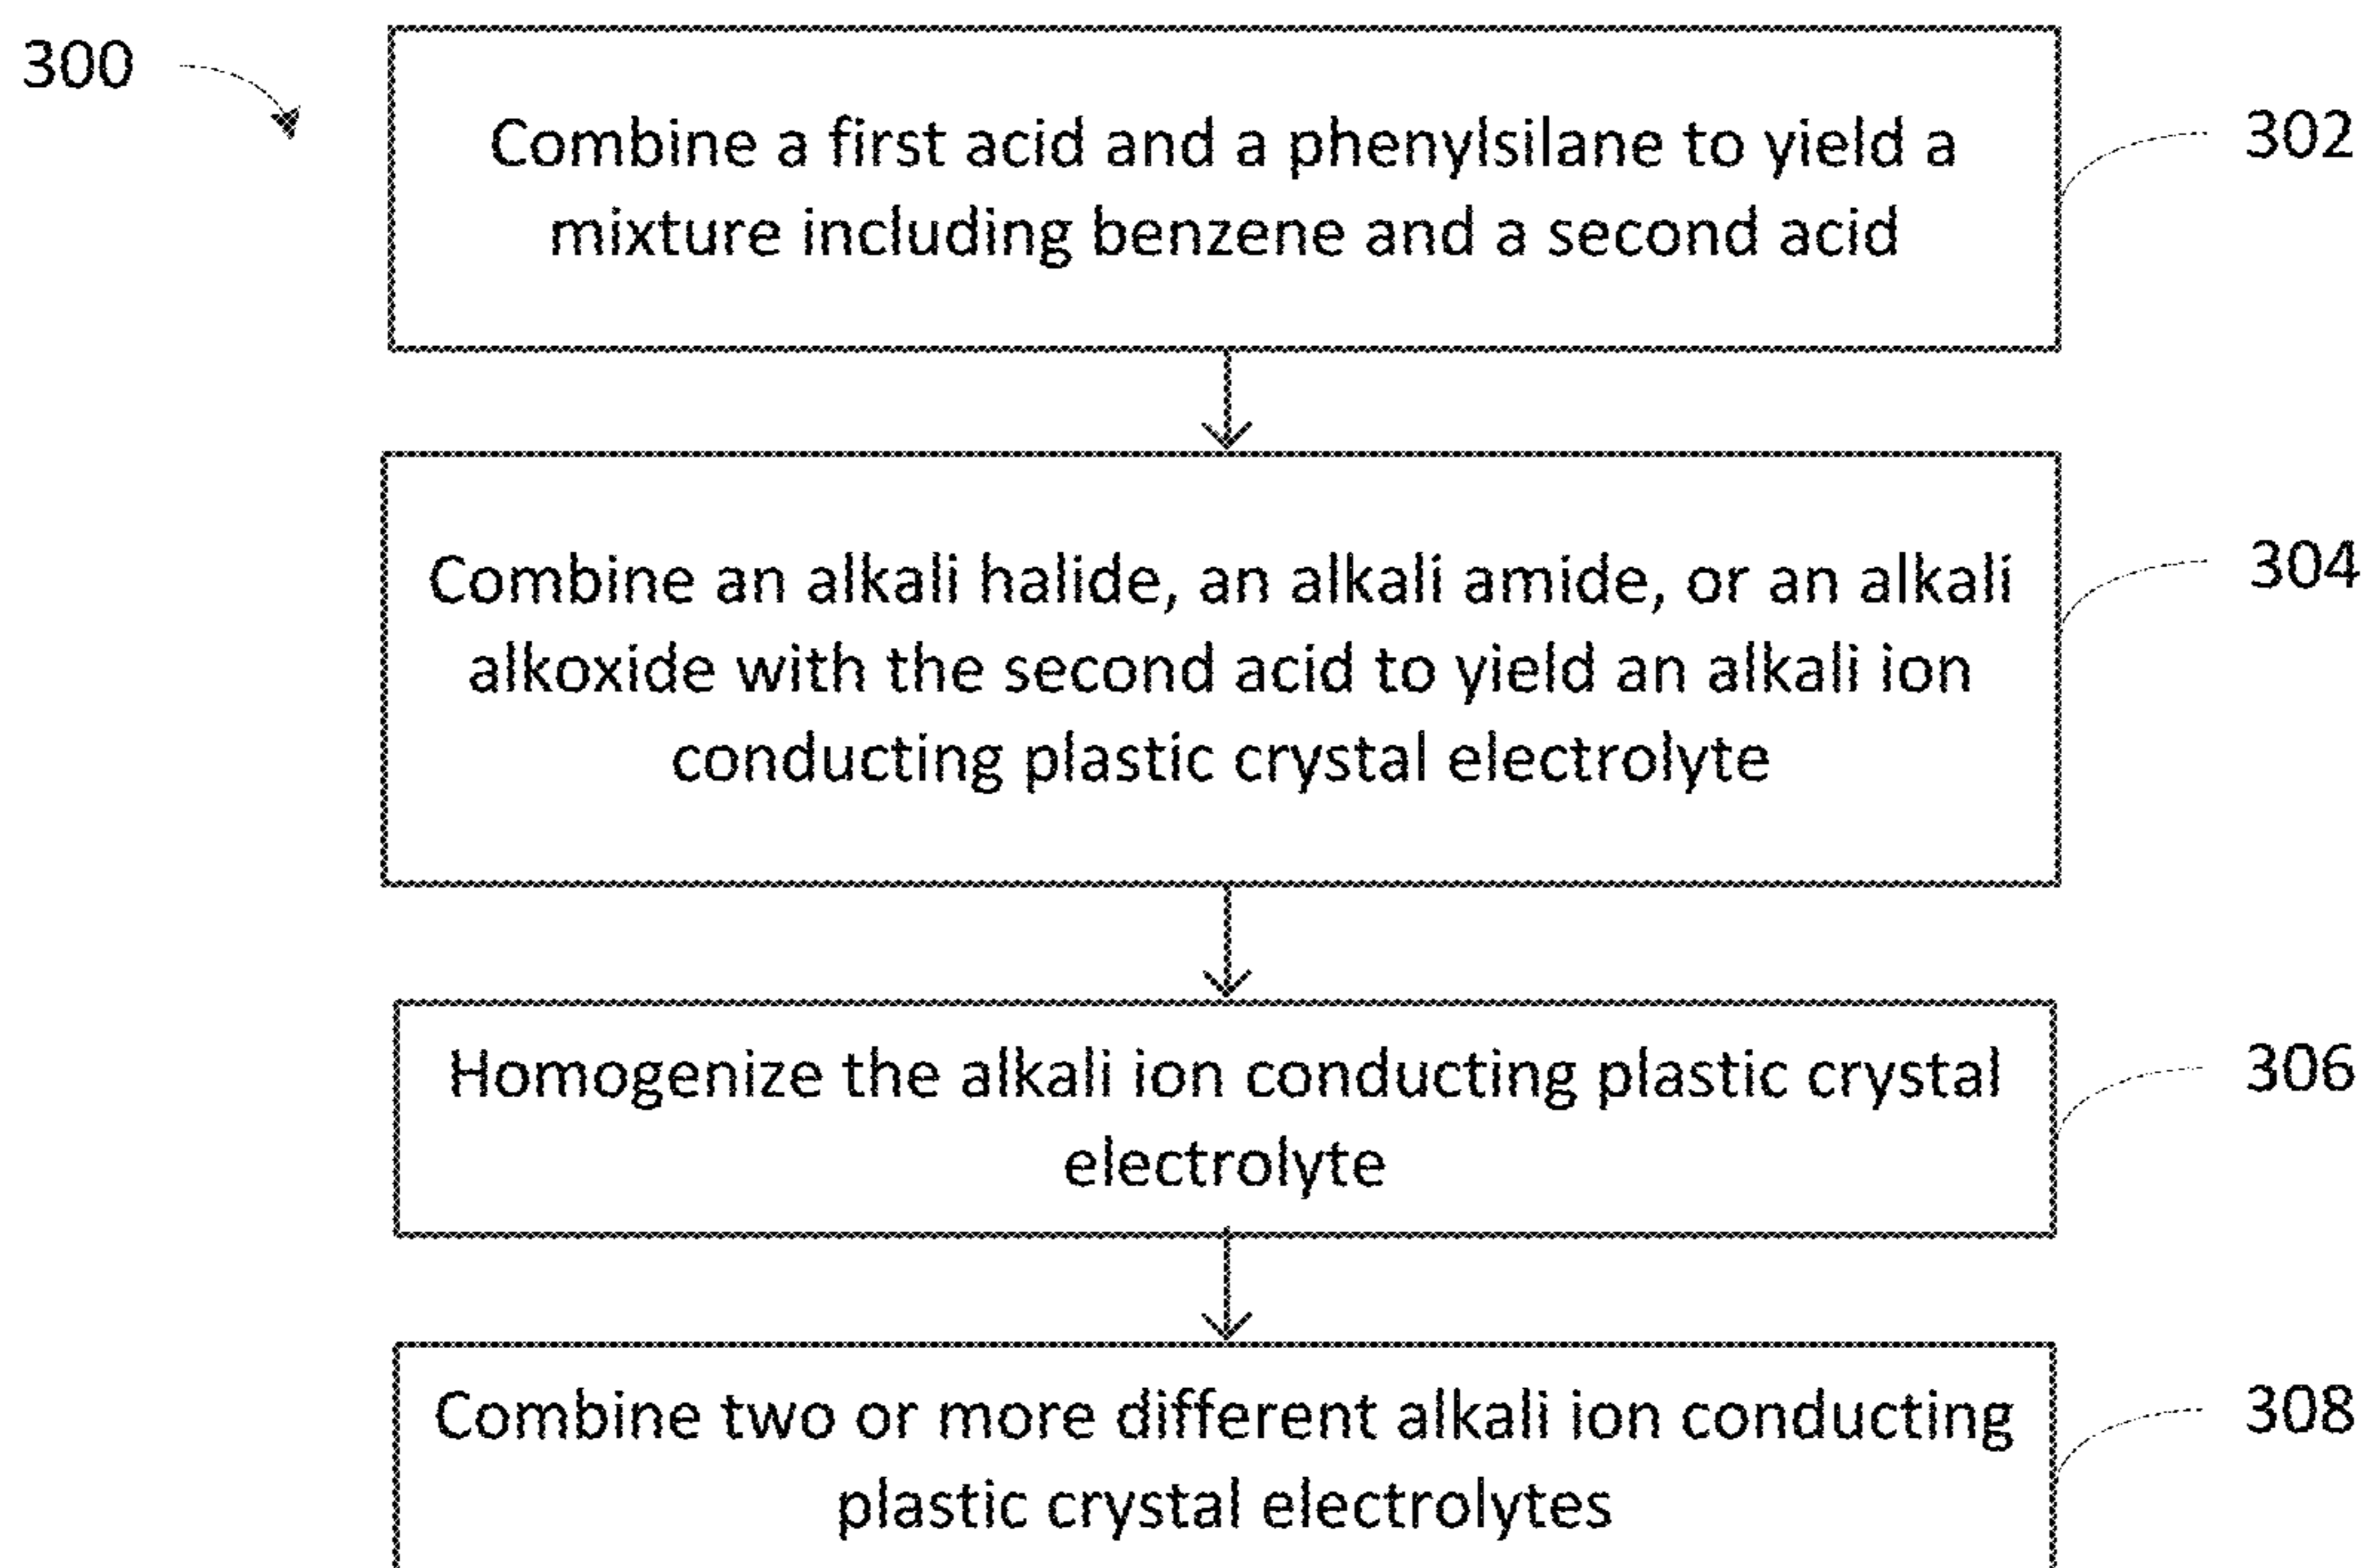 300
Combine a first acid and a phenylsilane to yield a
mixture including benzene and a second acid
302
Combine an alkali halide, an alkali amide, or an alkali
alkoxide with the second acid to yield an alkali ion
conducting plastic crystal electrolyte
304
Homogenize the alkali ion conducting plastic crystal
electrolyte
306
Combine two or more different alkali ion conducting
plastic crystal electrolytes
308